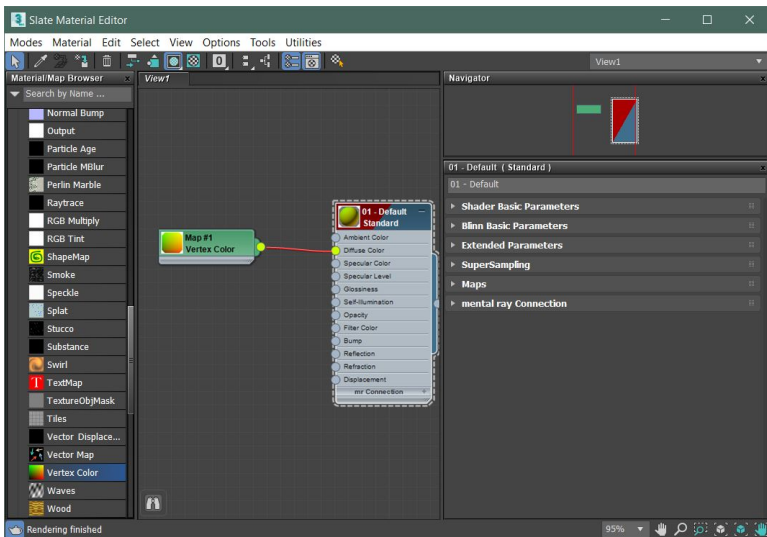 Slate Material Editor
Modes Material Edit Select View Options Tools Utilities
View1
Material/Map Browser x
Search by Name ...
Normal Bump
Output
Particle Age
Particle MBlur
Perlin Marble
Raytrace
RGB Multiply
RGB Tint
ShapeMap
Smoke
Speckle
Splat
Stucco
Substance
Swirl
TextMap
TextureObjMask
Tiles
Vector Displace...
Vector Map
Vertex Color
Waves
Wood
View1
Map #1
Vertex Color
01 - Default
Standard
Ambient Color
Diffuse Color
Specular Color
Specular Level
Glossiness
Self-Illumination
Opacity
Filter Color
Bump
Reflection
Refraction
Displacement
mr Connection +
Navigator
01 - Default ( Standard ) x
01 - Default
Shader Basic Parameters
Blinn Basic Parameters
Extended Parameters
SuperSampling
Maps
mental ray Connection
Rendering finished
95%